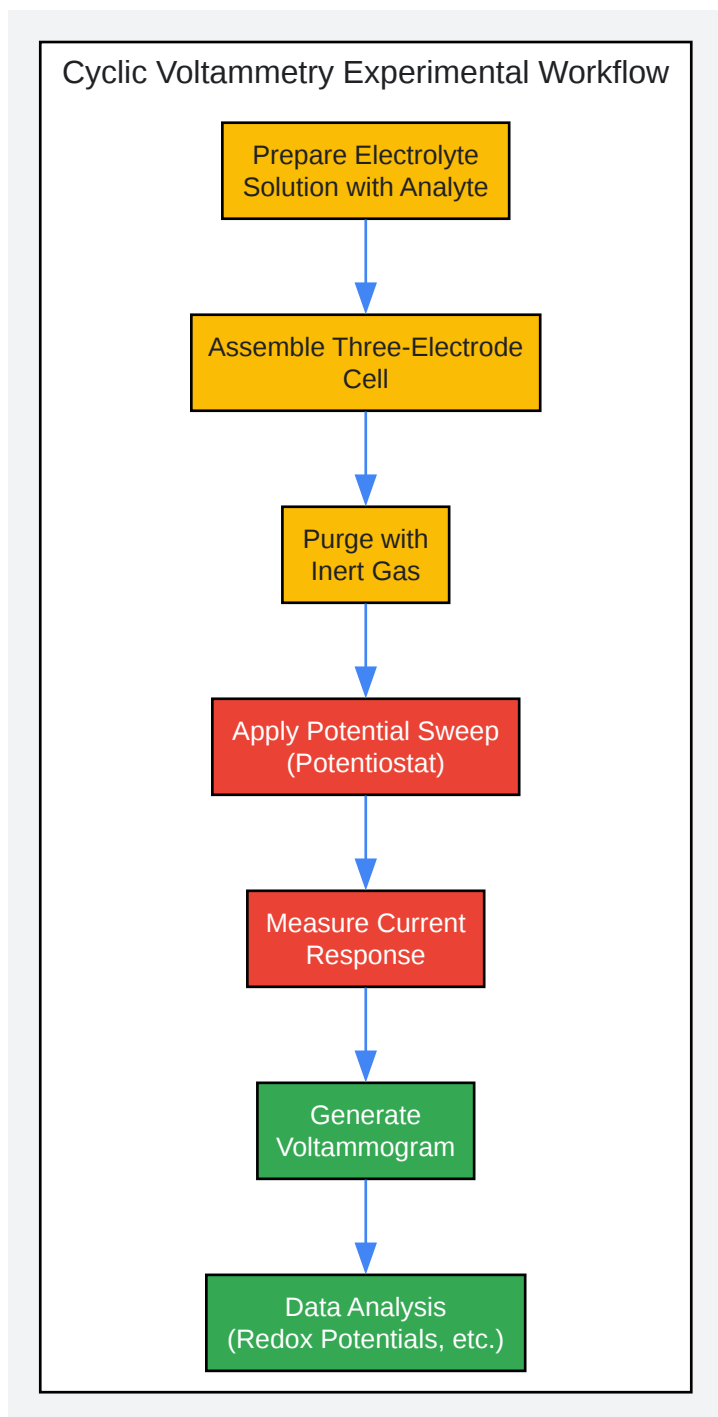 Cyclic Voltammetry Experimental Workflow
Prepare Electrolyte
Solution with Analyte
Assemble Three-Electrode
Cell
Purge with
Inert Gas
Apply Potential Sweep
(Potentiostat)
Measure Current
Response
Generate
Voltammogram
Data Analysis
(Redox Potentials, etc.)